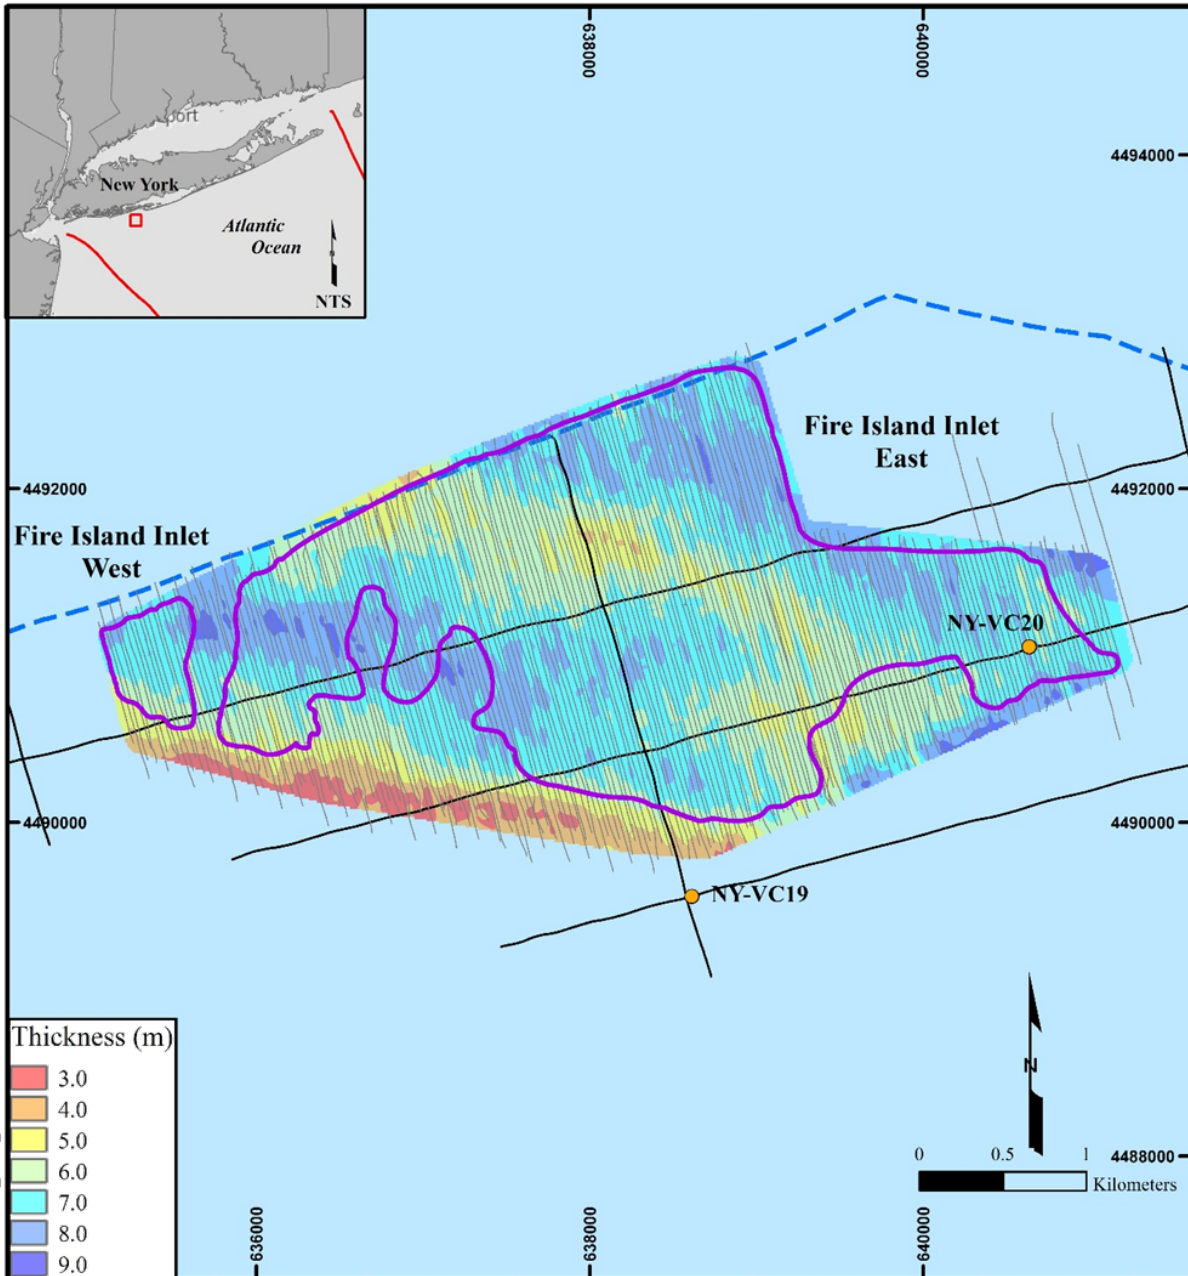 638000
640000
port
New York
Atlantic
Ocean
N
NTS
4494000
Fire Island Inlet
East
4492000
4492000
Fire Island Inlet
West
NY-VC20
4490000
4490000
NY-VC19
Thickness (m)
3.0
4.0
5.0
6.0
7.0
8.0
9.0
N
0 0.5 1
Kilometers
4488000
636000
638000
640000